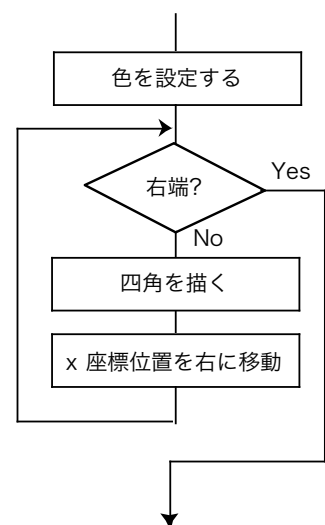 色を設定する
右端?
Yes
No
四角を描く
x 座標位置を右に移動